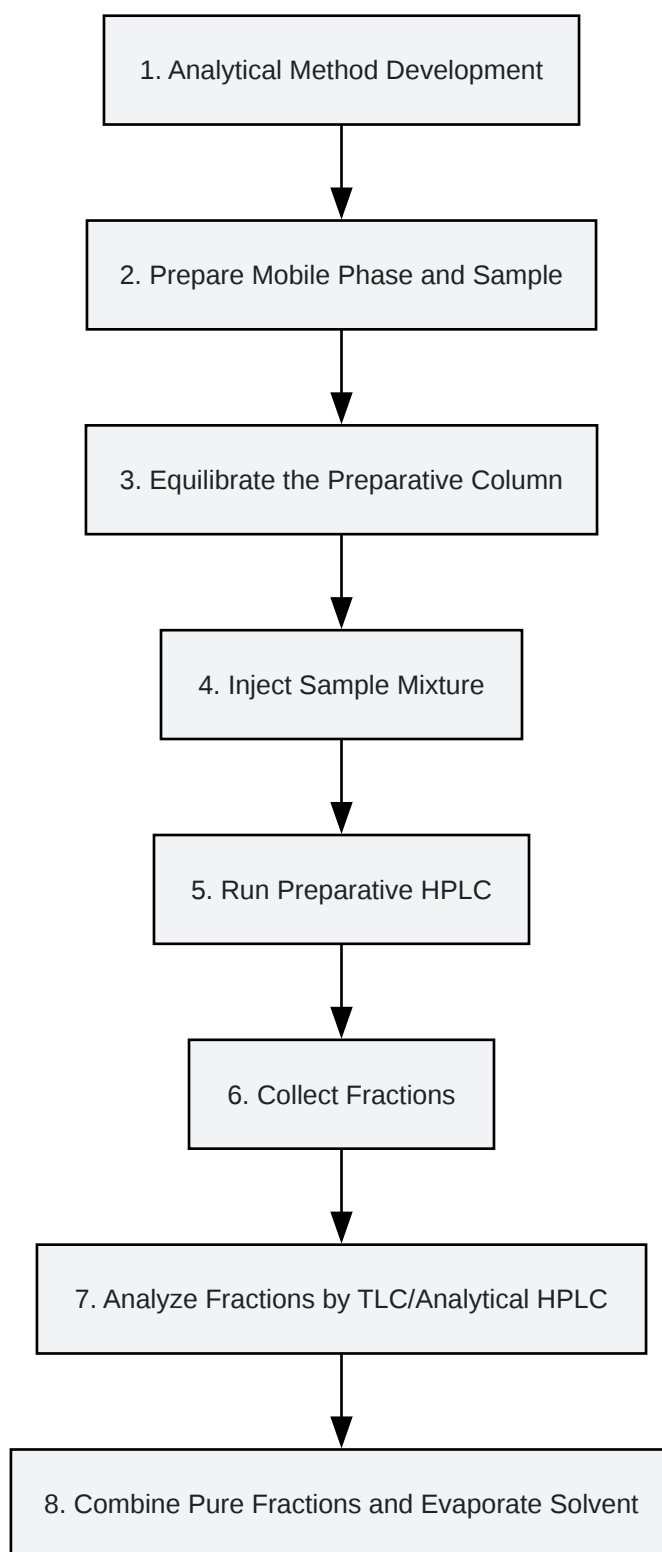 1. Analytical Method Development
2. Prepare Mobile Phase and Sample
3. Equilibrate the Preparative Column
4. Inject Sample Mixture
5. Run Preparative HPLC
6. Collect Fractions
7. Analyze Fractions by TLC/Analytical HPLC
8. Combine Pure Fractions and Evaporate Solvent